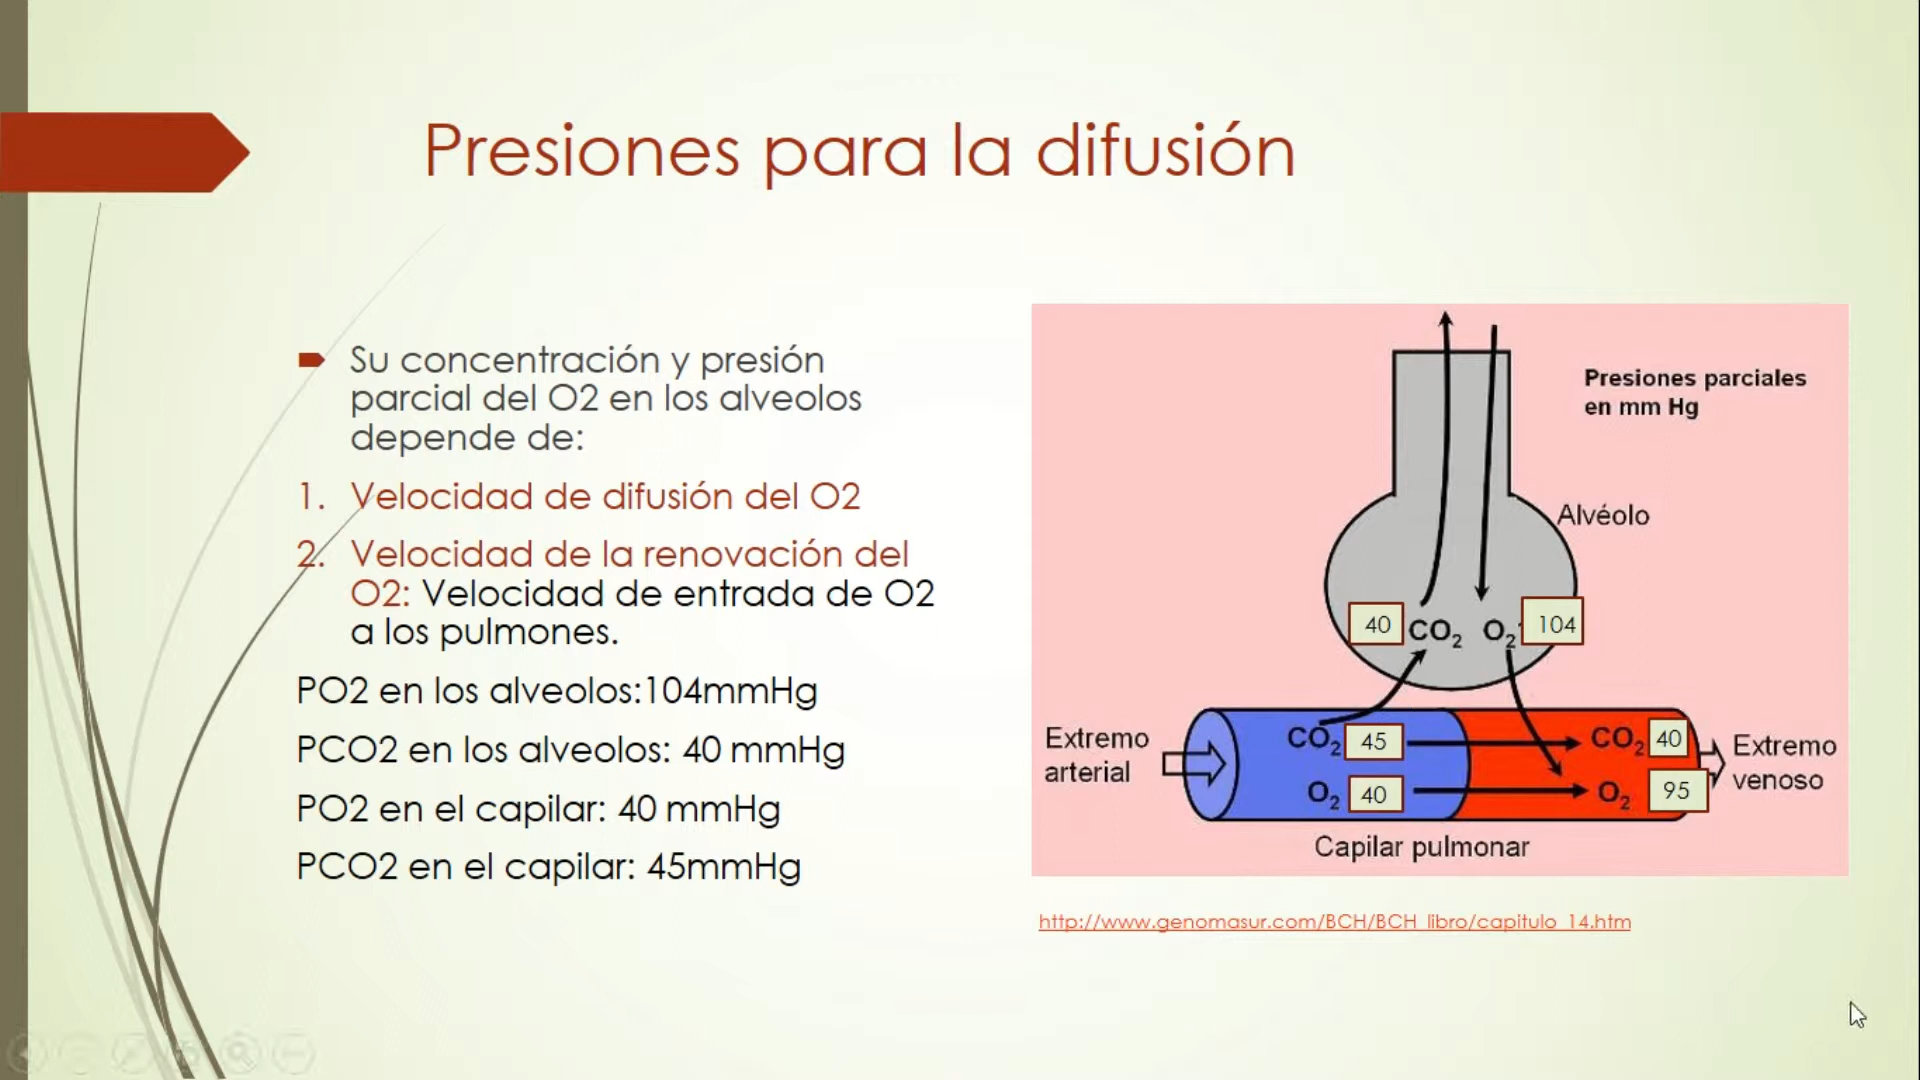 Presiones para la difusión
Su concentración y presión
parcial del O2 en los alveolos
depende de:
1. Velocidad de difusión del O2
2. Velocidad de la renovación del
O2: Velocidad de entrada de O2
a los pulmones.
PO2 en los alveolos:104mmHg
PCO2 en los alveolos: 40 mmHg
PO2 en el capilar: 40 mmHg
PCO2 en el capilar: 45mmHg
Presiones parciales
en mm Hg
Alvéolo
40 CO₂ O₂ 104
Extremo
arterial
CO₂ 45
O₂ 40
CO₂ 40
O₂ 95
Extremo
venoso
Capilar pulmonar
http://www.genomasur.com/BCH/BCH_libro/capitulo_14.htm